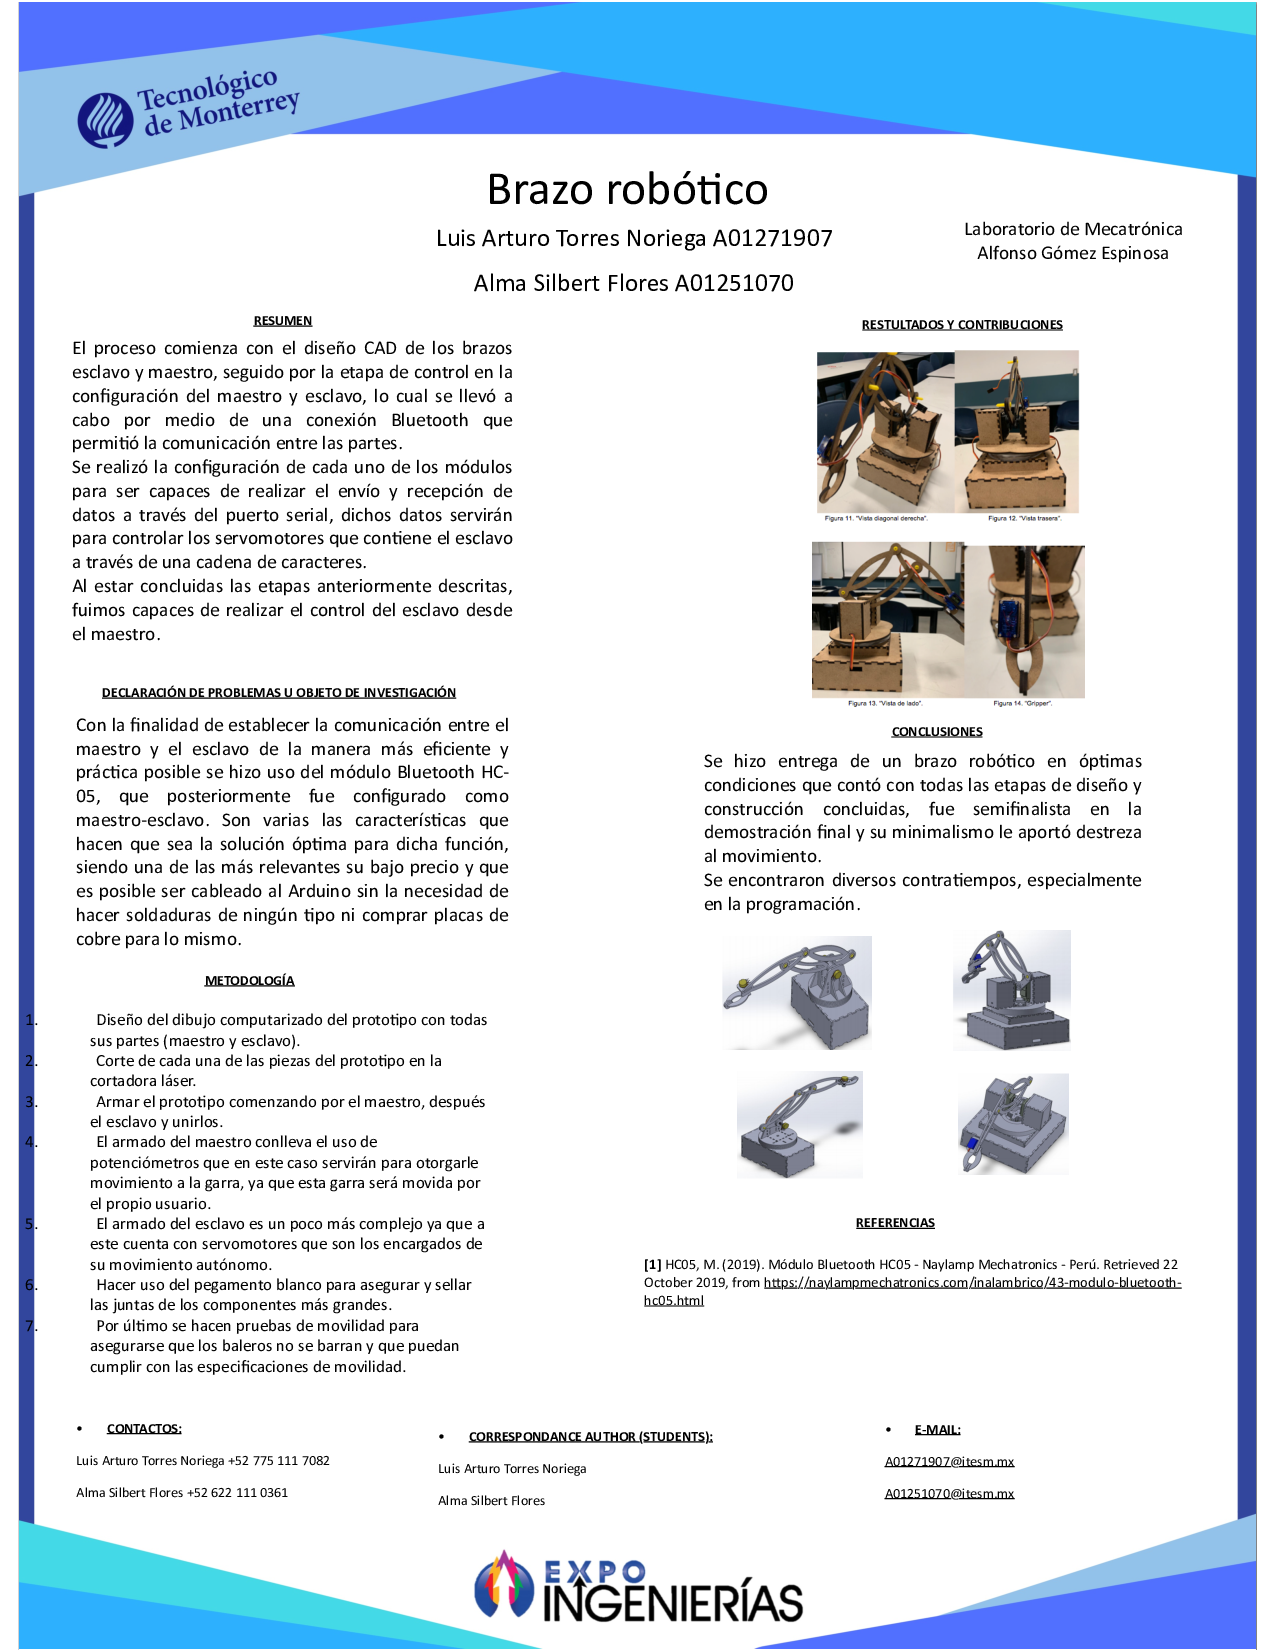 Tecnológico
de Monterrey
Brazo robótico
Luis Arturo Torres Noriega A01271907
Alma Silbert Flores A01251070
Laboratorio de Mecatrónica
Alfonso Gómez Espinosa
RESUMEN
El proceso comienza con el diseño CAD de los brazos
esclavo y maestro, seguido por la etapa de control en la
configuración del maestro y esclavo, lo cual se llevó a
cabo por medio de una conexión Bluetooth que
permitió la comunicación entre las partes.
Se realizó la configuración de cada uno de los módulos
para ser capaces de realizar el envío y recepción de
datos a través del puerto serial, dichos datos servirán
para controlar los servomotores que contiene el esclavo
a través de una cadena de caracteres.
Al estar concluidas las etapas anteriormente descritas,
fuimos capaces de realizar el control del esclavo desde
el maestro.
DECLARACIÓN DE PROBLEMAS U OBJETO DE INVESTIGACIÓN
Con la finalidad de establecer la comunicación entre el
maestro y el esclavo de la manera más eficiente y
práctica posible se hizo uso del módulo Bluetooth HC-
05, que posteriormente fue configurado como
maestro-esclavo. Son varias las características que
hacen que sea la solución óptima para dicha función,
siendo una de las más relevantes su bajo precio y que
es posible ser cableado al Arduino sin la necesidad de
hacer soldaduras de ningún tipo ni comprar placas de
cobre para lo mismo.
METODOLOGÍA
1. Diseño del dibujo computarizado del prototipo con todas
sus partes (maestro y esclavo).
2. Corte de cada una de las piezas del prototipo en la
cortadora láser.
3. Armar el prototipo comenzando por el maestro, después
el esclavo y unirlos.
4. El armado del maestro conlleva el uso de
potenciómetros que en este caso servirán para otorgarle
movimiento a la garra, ya que esta garra será movida por
el propio usuario.
5. El armado del esclavo es un poco más complejo ya que a
este cuenta con servomotores que son los encargados de
su movimiento autónomo.
6. Hacer uso del pegamento blanco para asegurar y sellar
las juntas de los componentes más grandes.
7. Por último se hacen pruebas de movilidad para
asegurarse que los baleros no se barran y que puedan
cumplir con las especificaciones de movilidad.
RESTULTADOS Y CONTRIBUCIONES
Figura 11. "Vista diagonal derecha".
Figura 12. "Vista trasera".
Figura 13. "Vista de lado".
Figura 14. "Gripper".
CONCLUSIONES
Se hizo entrega de un brazo robótico en óptimas
condiciones que contó con todas las etapas de diseño y
construcción concluidas, fue semifinalista en la
demostración final y su minimalismo le aportó destreza
al movimiento.
Se encontraron diversos contratiempos, especialmente
en la programación.
REFERENCIAS
[1] HC05, M. (2019). Módulo Bluetooth HC05 - Naylamp Mechatronics - Perú. Retrieved 22
October 2019, from https://naylampmechatronics.com/inalambrico/43-modulo-bluetooth-
hc05.html
• CONTACTOS:
Luis Arturo Torres Noriega +52 775 111 7082
Alma Silbert Flores +52 622 111 0361
• CORRESPONDANCE AUTHOR (STUDENTS):
Luis Arturo Torres Noriega
Alma Silbert Flores
• E-MAIL:
A01271907@itesm.mx
A01251070@itesm.mx
EXPO
INGENIERÍAS